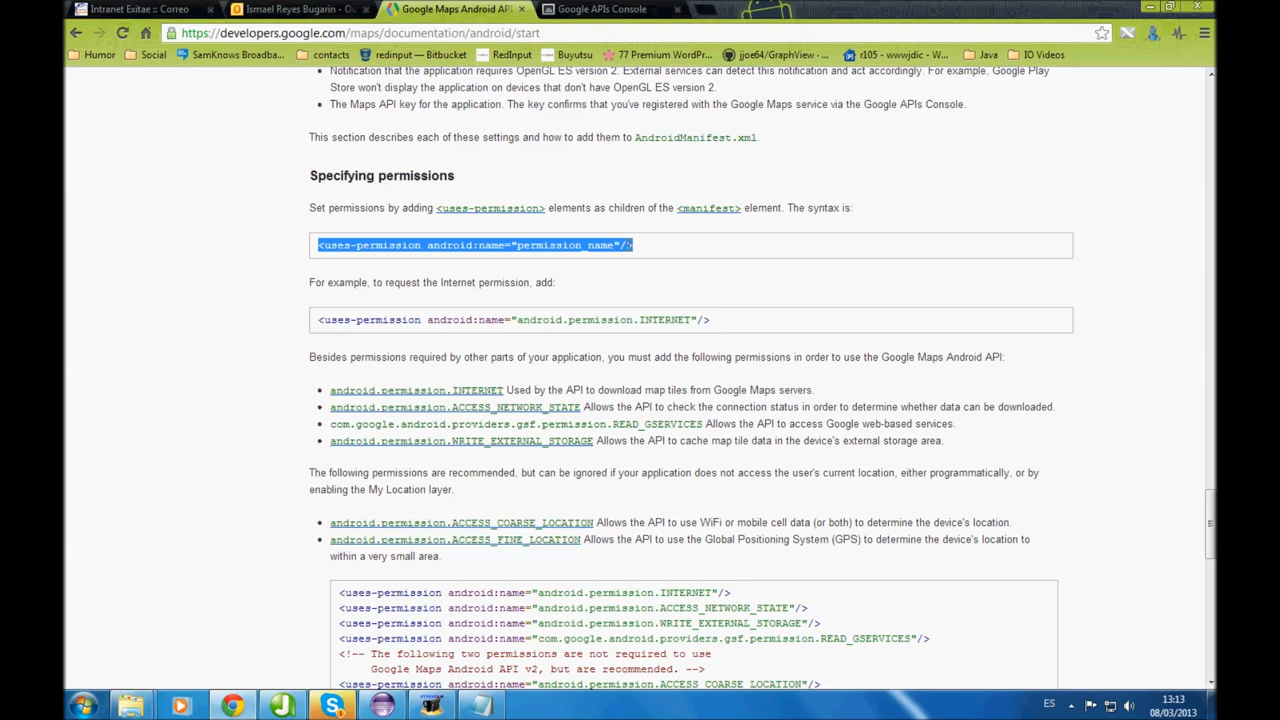 Intranet Exitae :: Correo
Ismael Reyes Bugarin - Ou
Google Maps Android API
Google APIs Console
https://developers.google.com/maps/documentation/android/start
Humor
Social
SamKnows Broadba...
contacts
redinput — Bitbucket
RedInput
Buyutsu
77 Premium WordPr...
jjoe64/GraphView · ...
r105 - wwwjdic - W...
Java
IO Videos
Notification that the application requires OpenGL ES version 2. External services can detect this notification and act accordingly. For example, Google Play
Store won't display the application on devices that don't have OpenGL ES version 2.
The Maps API key for the application. The key confirms that you've registered with the Google Maps service via the Google APIs Console.
This section describes each of these settings and how to add them to AndroidManifest.xml.
Specifying permissions
Set permissions by adding <uses-permission> elements as children of the <manifest> element. The syntax is:
<uses-permission android:name="permission_name"/>
For example, to request the Internet permission, add:
<uses-permission android:name="android.permission.INTERNET"/>
Besides permissions required by other parts of your application, you must add the following permissions in order to use the Google Maps Android API:
android.permission.INTERNET Used by the API to download map tiles from Google Maps servers.
android.permission.ACCESS_NETWORK_STATE Allows the API to check the connection status in order to determine whether data can be downloaded.
com.google.android.providers.gsf.permission.READ_GSERVICES Allows the API to access Google web-based services.
android.permission.WRITE_EXTERNAL_STORAGE Allows the API to cache map tile data in the device's external storage area.
The following permissions are recommended, but can be ignored if your application does not access the user's current location, either programmatically, or by
enabling the My Location layer.
android.permission.ACCESS_COARSE_LOCATION Allows the API to use WiFi or mobile cell data (or both) to determine the device's location.
android.permission.ACCESS_FINE_LOCATION Allows the API to use the Global Positioning System (GPS) to determine the device's location to
within a very small area.
<uses-permission android:name="android.permission.INTERNET"/>
<uses-permission android:name="android.permission.ACCESS_NETWORK_STATE"/>
<uses-permission android:name="android.permission.WRITE_EXTERNAL_STORAGE"/>
<uses-permission android:name="com.google.android.providers.gsf.permission.READ_GSERVICES"/>
<!-- The following two permissions are not required to use
Google Maps Android API v2, but are recommended. -->
<uses-permission android:name="android.permission.ACCESS_COARSE_LOCATION"/>
ES
13:13
08/03/2013